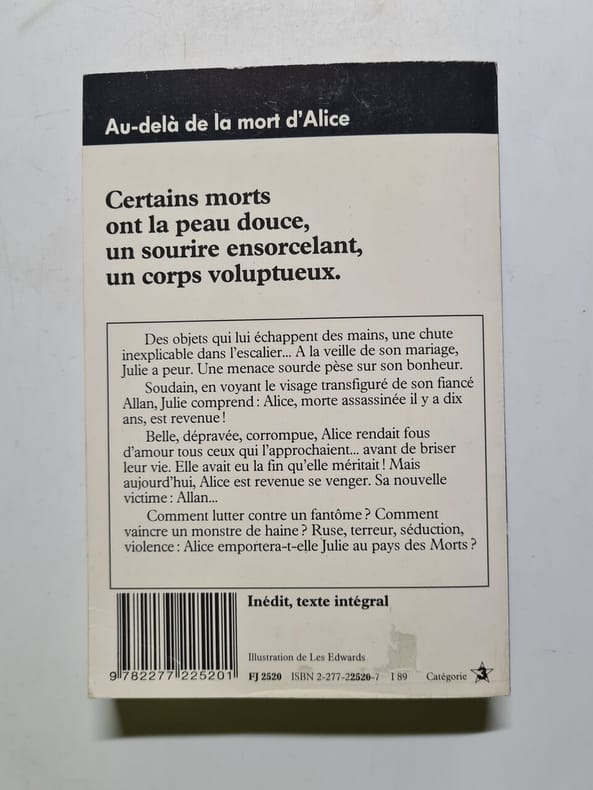 Au-delà de la mort d'Alice
Certains morts
ont la peau douce,
un sourire ensorcelant,
un corps voluptueux.
Des objets qui lui échappent des mains, une chute
inexplicable dans l'escalier... A la veille de son mariage,
Julie a peur. Une menace sourde pèse sur son bonheur.
Soudain, en voyant le visage transfiguré de son fiancé
Allan, Julie comprend : Alice, morte assassinée il y a dix
ans, est revenue !
Belle, dépravée, corrompue, Alice rendait fous
d'amour tous ceux qui l'approchaient... avant de briser
leur vie. Elle avait eu la fin qu'elle méritait ! Mais
aujourd'hui, Alice est revenue se venger. Sa nouvelle
victime : Allan...
Comment lutter contre un fantôme ? Comment
vaincre un monstre de haine ? Ruse, terreur, séduction,
violence : Alice emportera-t-elle Julie au pays des Morts ?
Inédit, texte intégral
Illustration de Les Edwards
9 782277 225201 FJ 2520 ISBN 2-277-22520-7 I 89 Catégorie 3